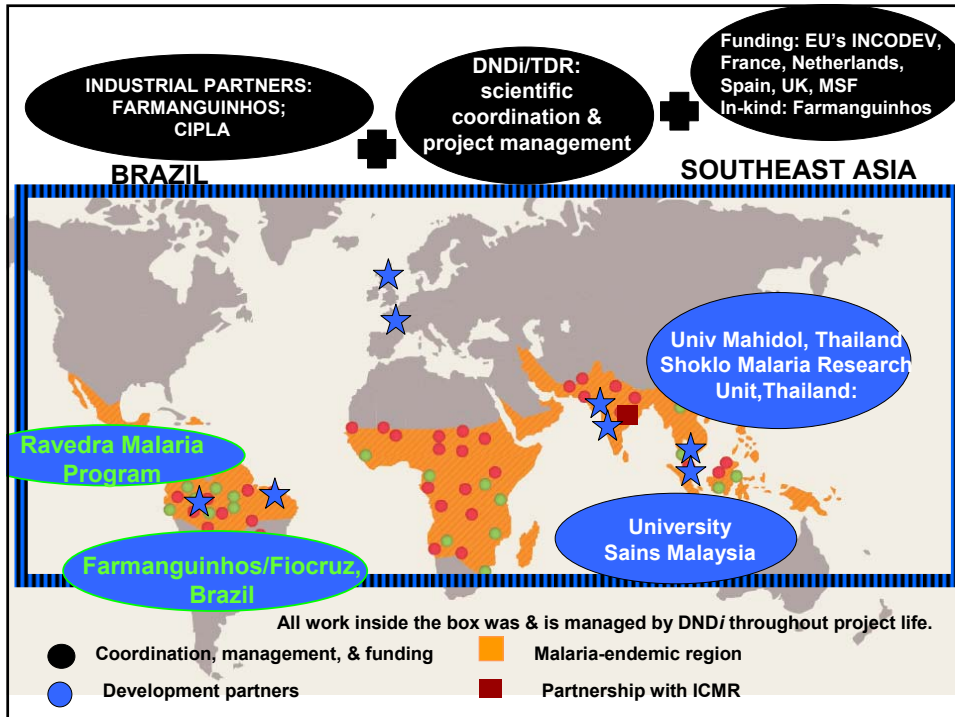 INDUSTRIAL PARTNERS:
FARMANGUINHOS;
CIPLA
DNDi/TDR:
scientific
coordination &
project management
Funding: EU's INCODEV,
France, Netherlands,
Spain, UK, MSF
In-kind: Farmanguinhos
BRAZIL
SOUTHEAST ASIA
Univ Mahidol, Thailand
Shoklo Malaria Research
Unit,Thailand:
Ravedra Malaria
Program
University
Sains Malaysia
Farmanguinhos/Fiocruz,
Brazil
All work inside the box was & is managed by DNDi throughout project life.
Coordination, management, & funding
Malaria-endemic region
Development partners
Partnership with ICMR